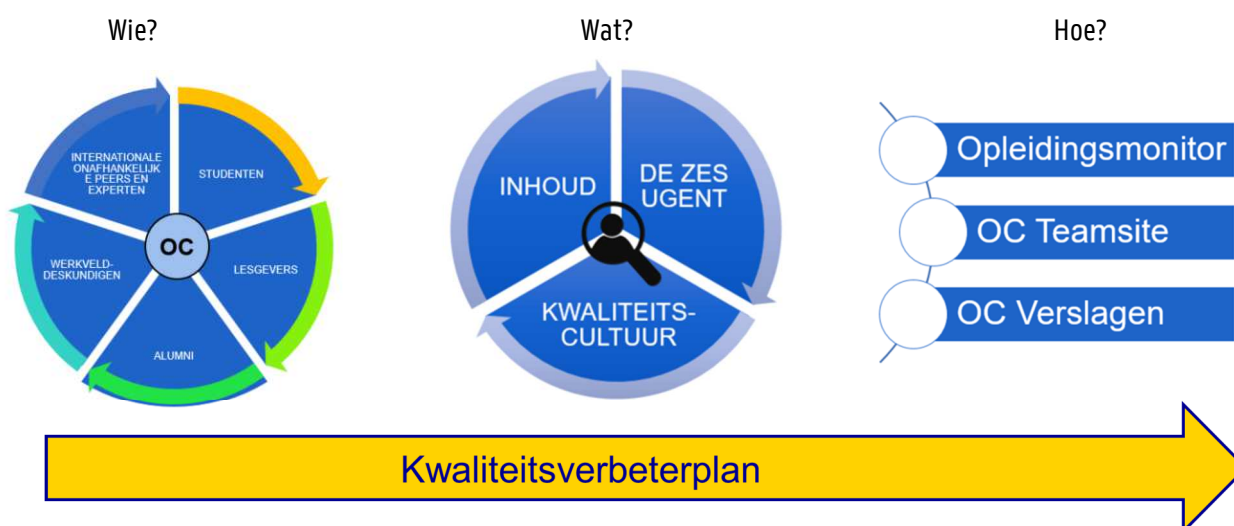 Wie?
Wat?
Hoe?
INTERNATIONALE
ONAFHANKELIJK
E PEERS EN
EXPERTEN
STUDENTEN
OC
WERKVELD-
DESKUNDIGEN
LESGEVERS
ALUMNI
INHOUD
DE ZES
UGENT
KWALITEITS-
CULTUUR
Opleidingsmonitor
OC Teamsite
OC Verslagen
Kwaliteitsverbeterplan